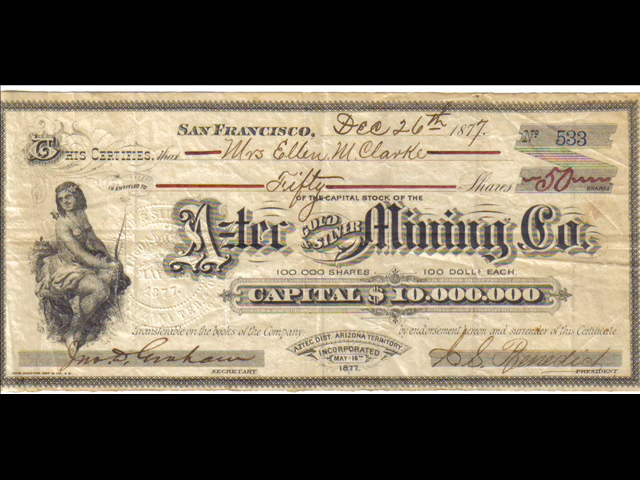 SAN FRANCISCO, Dec 26th 1877.
No 533
THIS CERTIFIES, that Mrs Ellen M. Clarke
IS ENTITLED TO
Fifty Shares
50
SHARES
OF THE CAPITAL STOCK OF THE
Aztec GOLD & SILVER Mining Co.
100.000 SHARES . 100 DOLLS EACH.
CAPITAL $ 10.000.000
transferable on the books of the Company by endorsement hereon and surrender of this Certificate
AZTEC DIST. ARIZONA TERRITORY
INCORPORATED
MAY 16TH
1877.
Jno. D. Graham
SECRETARY.
PRESIDENT